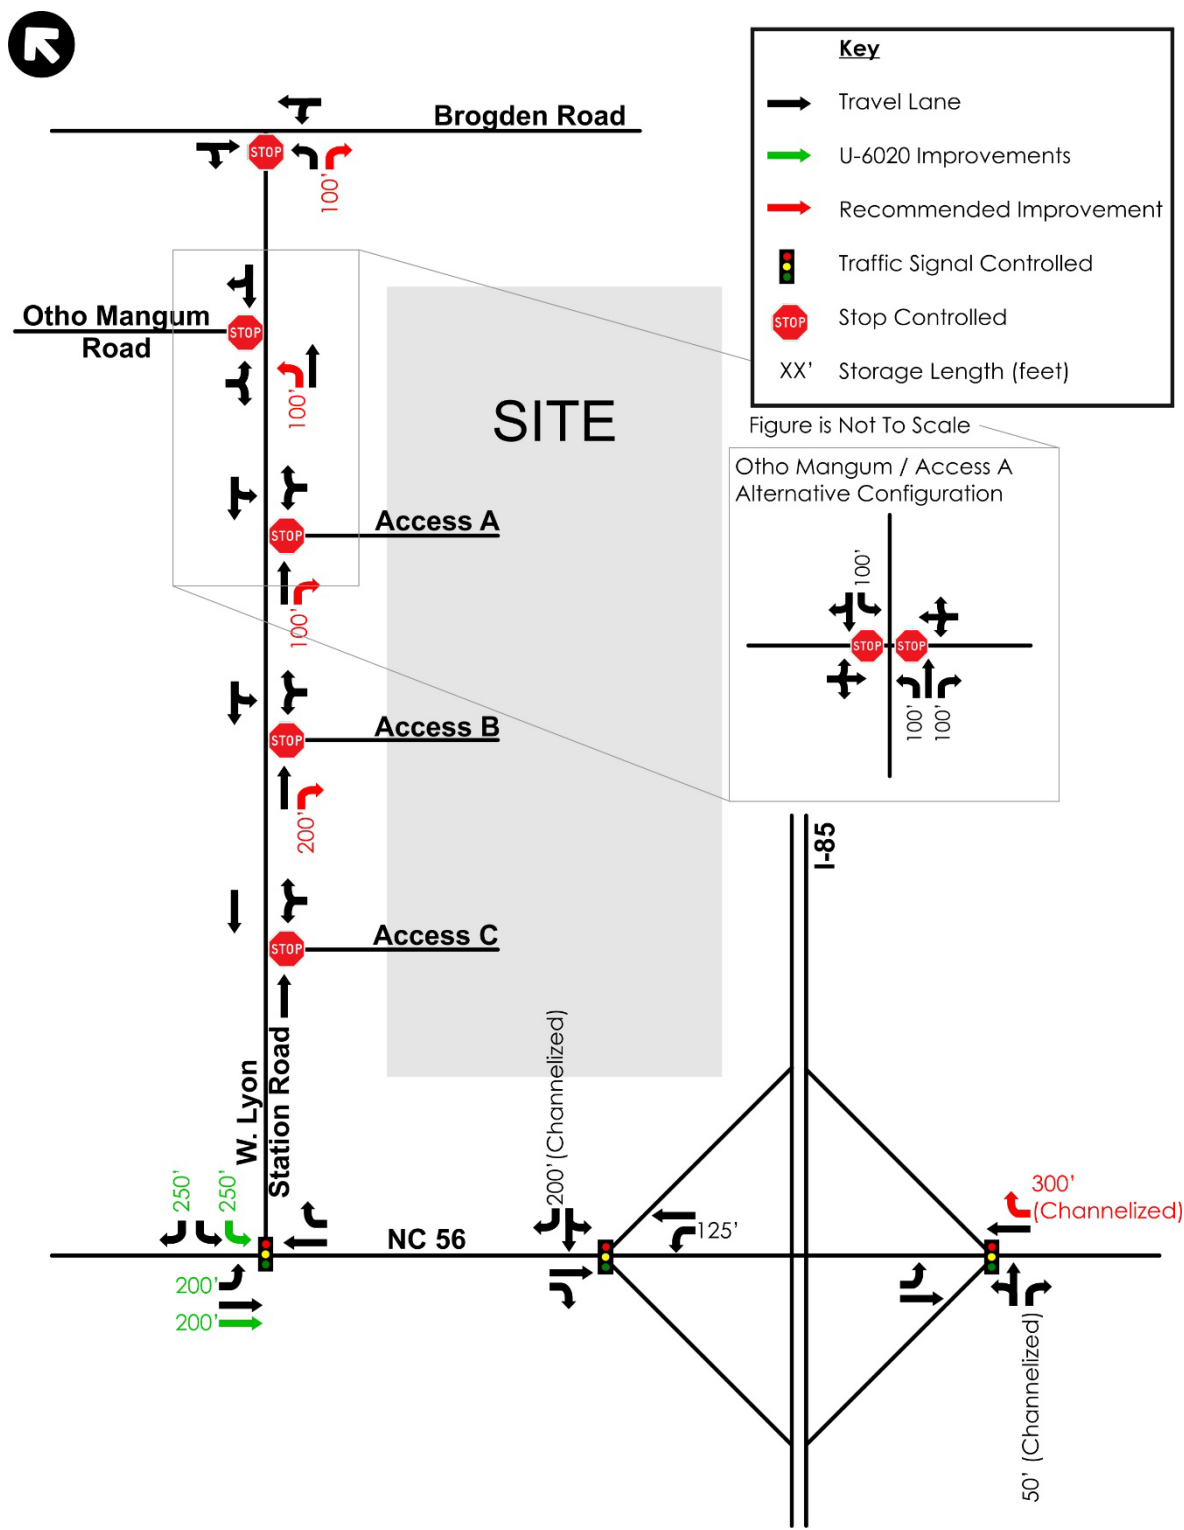 Key
Travel Lane
U-6020 Improvements
Recommended Improvement
Traffic Signal Controlled
STOP
Stop Controlled
XX' Storage Length (feet)
Figure is Not To Scale
Brogden Road
STOP
100'
Otho Mangum
Road
STOP
100'
SITE
Otho Mangum / Access A
Alternative Configuration
100'
STOP
STOP
100'
100'
Access A
STOP
100'
Access B
STOP
200'
Access C
STOP
I-85
W. Lyon
Station Road
250'
250'
200'
200'
NC 56
200' (Channelized)
125'
300'
(Channelized)
50' (Channelized)